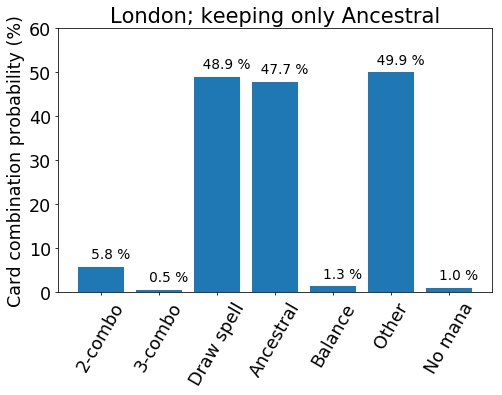 London; keeping only Ancestral
Card combination probability (%)
60
50
40
30
20
10
0
5.8 %
0.5 %
48.9 %
47.7 %
1.3 %
49.9 %
1.0 %
2-combo
3-combo
Draw spell
Ancestral
Balance
Other
No mana